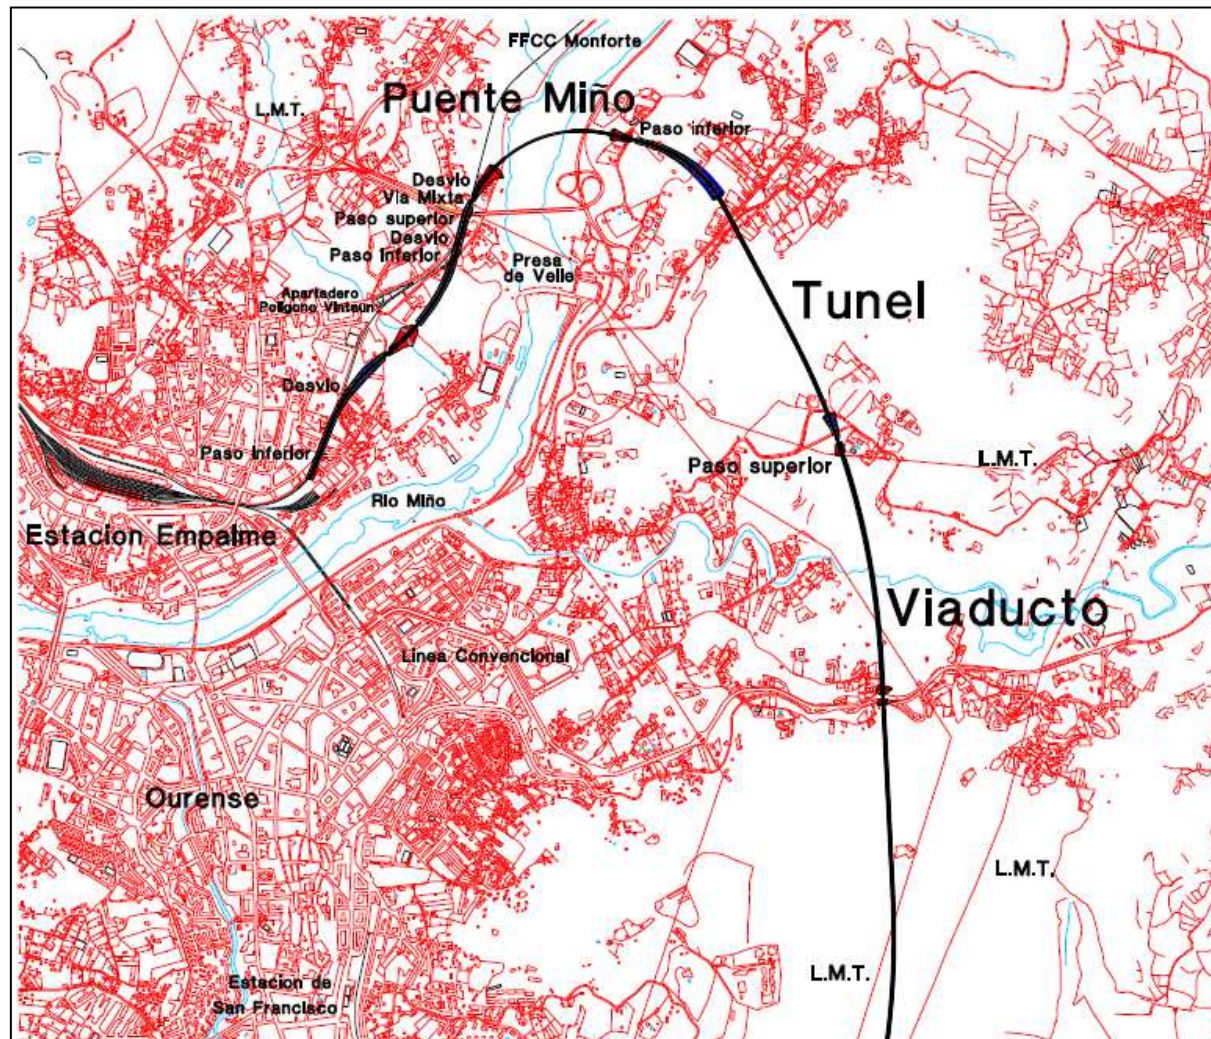 FFCC Monforte
Puente Miño
L.M.T.
Paso inferior
Desvio
Via Mixta
Paso superior
Desvio
Paso Inferior
Presa
de Velle
Apartadero
Poligono Vinteun
Tunel
Desvio
Paso Inferior
Paso superior
L.M.T.
Rio Miño
Estacion Empalme
Viaducto
Linea Convencional
Ourense
L.M.T.
L.M.T.
Estacion de
San Francisco